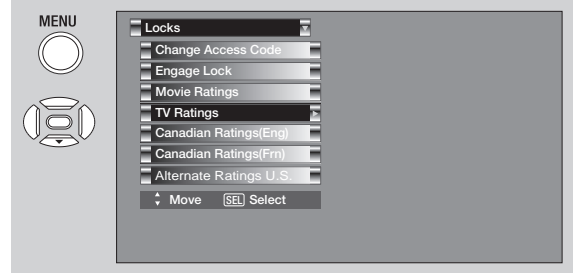 MENU
Locks
Change Access Code
Engage Lock
Movie Ratings
TV Ratings
Canadian Ratings(Eng)
Canadian Ratings(Frn)
Alternate Ratings U.S.
Move SEL Select